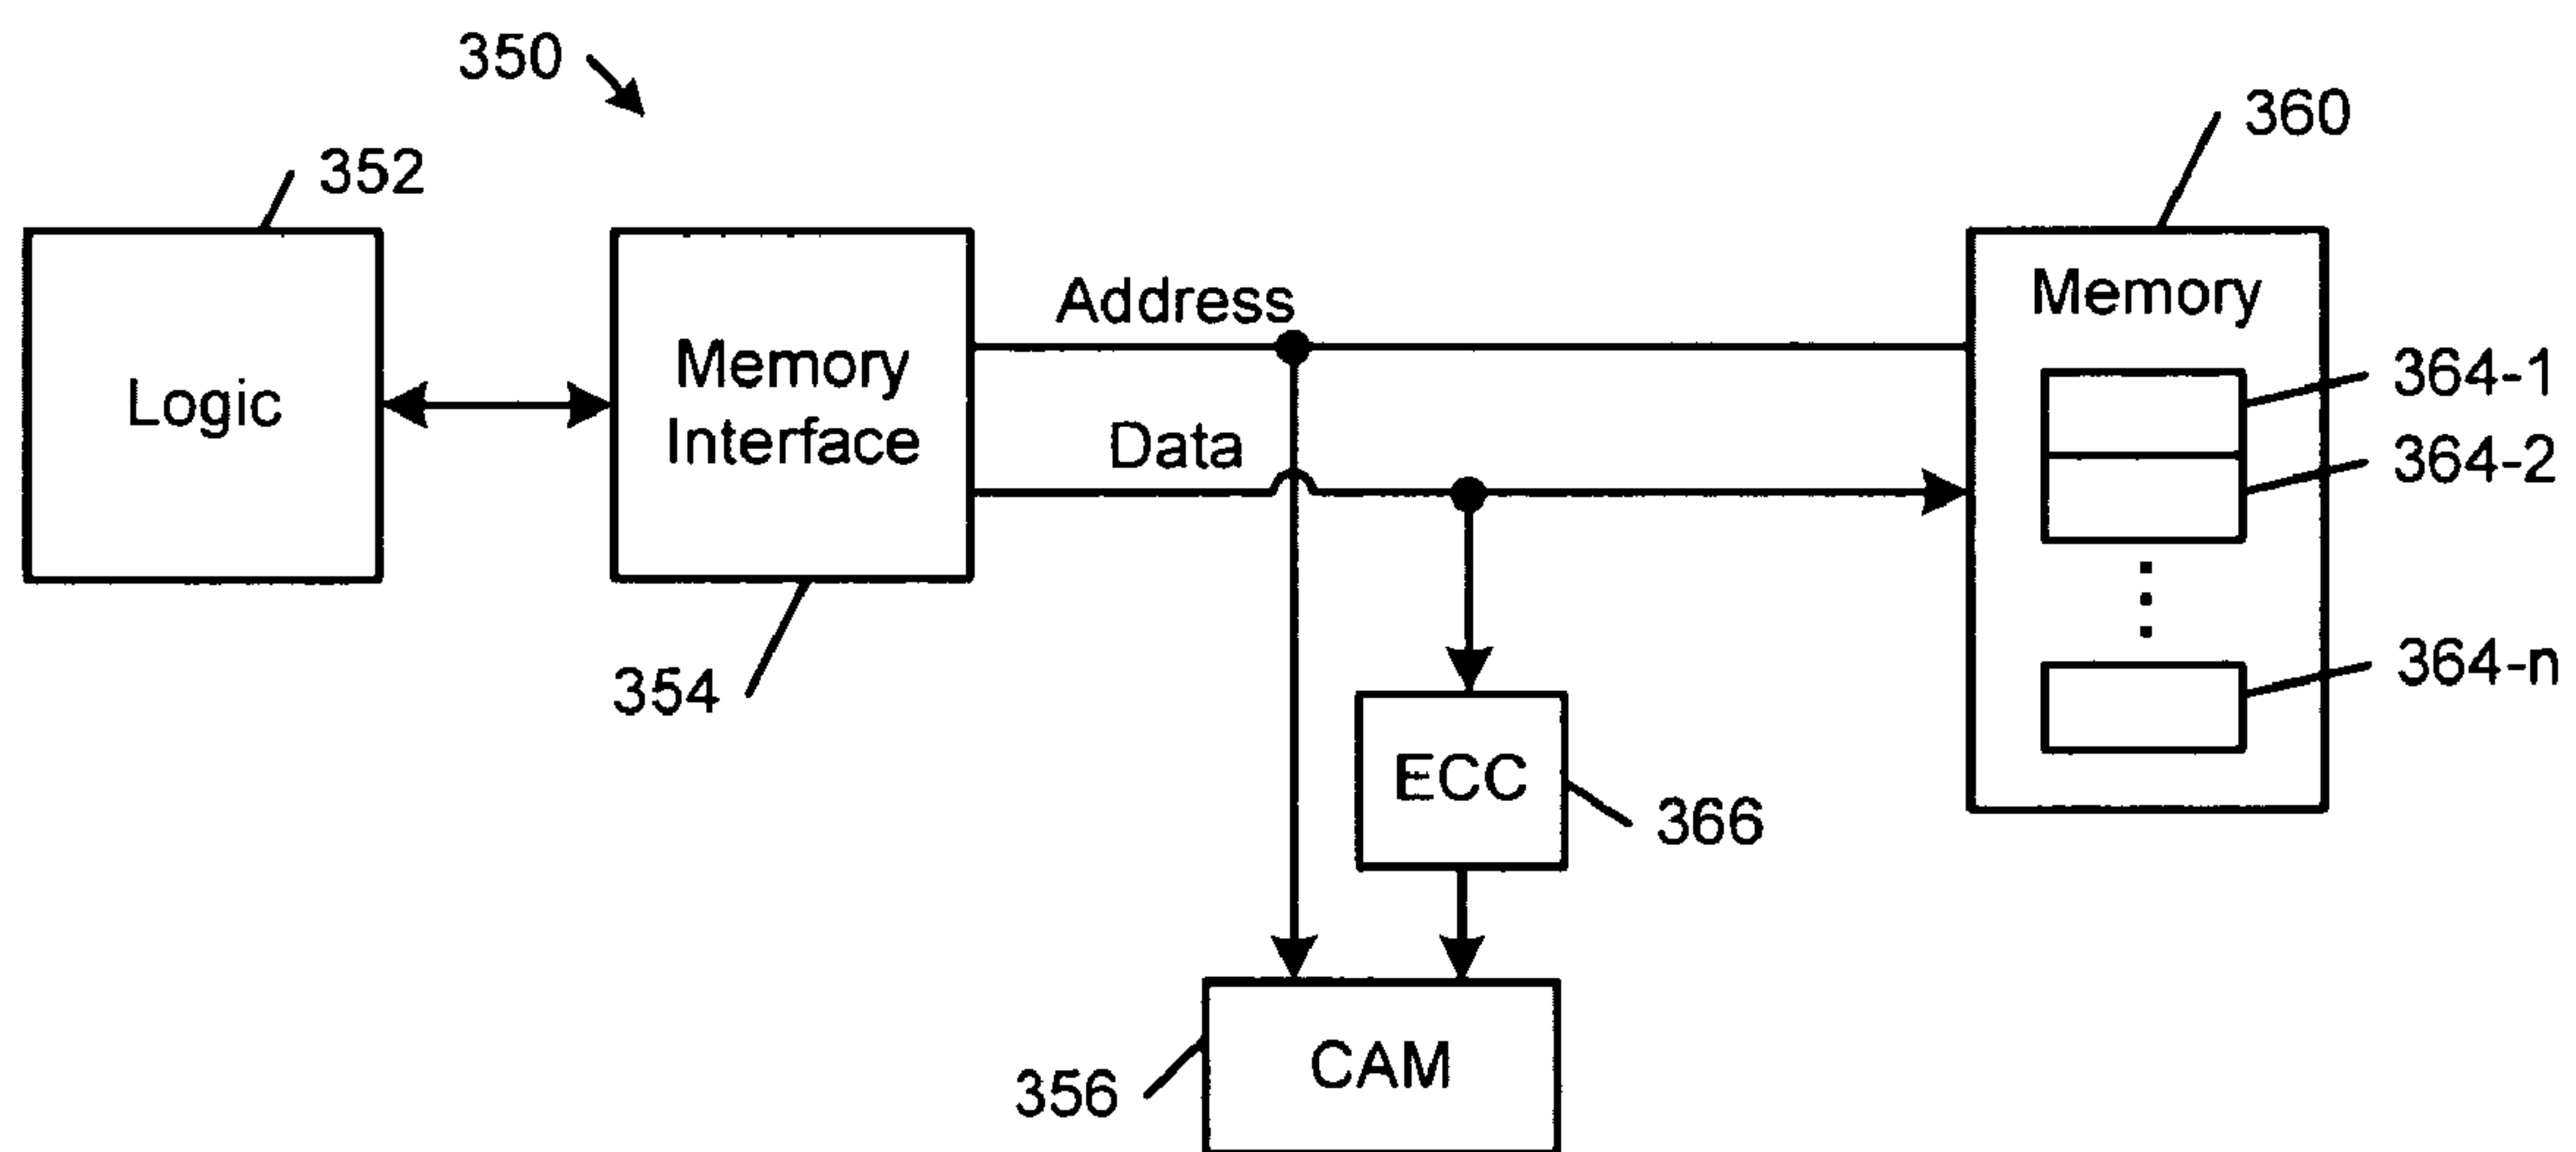 350
352
360
Logic
Memory
Interface
Address
Data
Memory
364-1
364-2
364-n
354
ECC
366
CAM
356